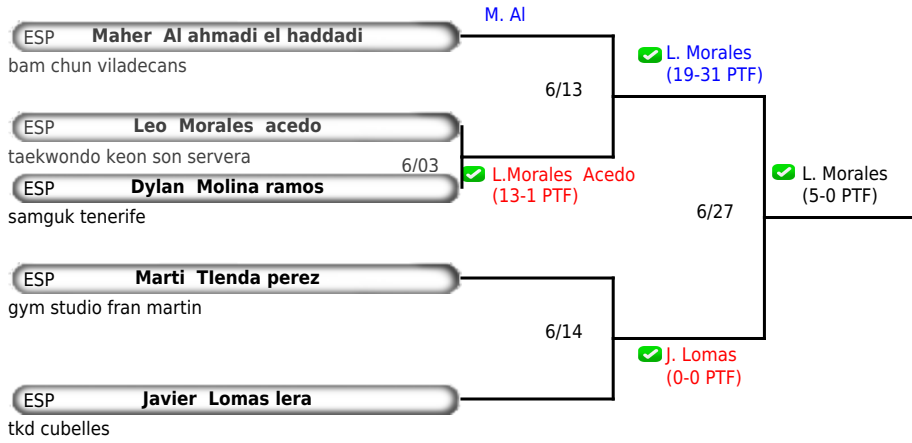 M. Al
ESP Maher Al ahmadi el haddadi
bam chun viladecans
L. Morales
(19-31 PTF)
6/13
ESP Leo Morales acedo
taekwondo keon son servera
6/03
L.Morales Acedo
(13-1 PTF)
ESP Dylan Molina ramos
samguk tenerife
L. Morales
(5-0 PTF)
6/27
ESP Marti Tlenda perez
gym studio fran martin
6/14
J. Lomas
(0-0 PTF)
ESP Javier Lomas lera
tkd cubelles